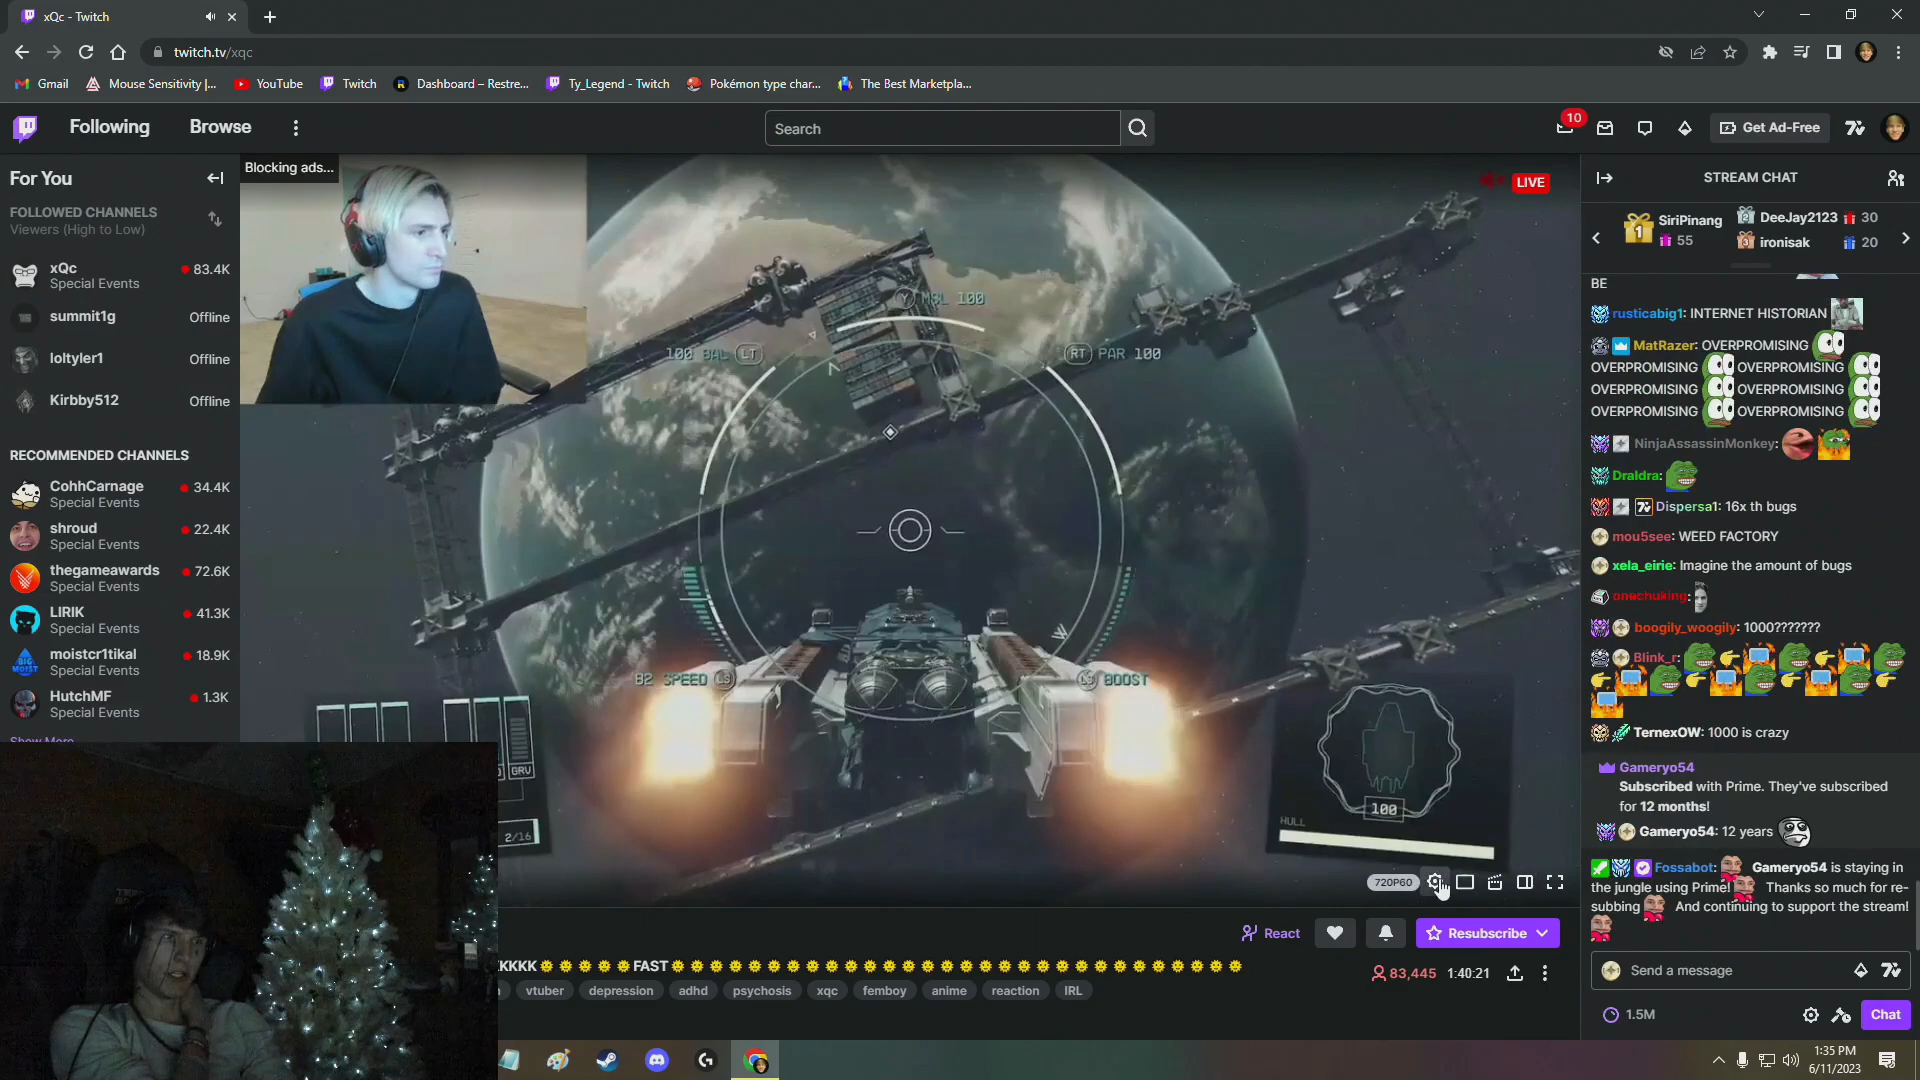 xQc - Twitch
twitch.tv/xqc
Gmail
Mouse Sensitivity |...
YouTube
Twitch
Dashboard – Restre...
Ty_Legend - Twitch
Pokémon type char...
The Best Marketpla...
Following
Browse
Search
10
Get Ad-Free
For You
FOLLOWED CHANNELS
Viewers (High to Low)
xQc
83.4K
Special Events
summit1g
Offline
loltyler1
Offline
Kirbby512
Offline
RECOMMENDED CHANNELS
CohhCarnage
34.4K
Special Events
shroud
22.4K
Special Events
thegameawards
72.6K
Special Events
LIRIK
41.3K
Special Events
moistcr1tikal
18.9K
Special Events
HutchMF
1.3K
Special Events
Show More
Blocking ads...
LIVE
Y MSL 100
100 BAL LT
RT PAR 100
82 SPEED LS
LS BOOST
GRV
2/16
100
HULL
720P60
React
Resubscribe
KKKK
FAST
83,445
1:40:21
vtuber
depression
adhd
psychosis
xqc
femboy
anime
reaction
IRL
STREAM CHAT
1
SiriPinang
55
DeeJay2123 30
ironisak 20
BE
rusticabig1: INTERNET HISTORIAN
MatRazer: OVERPROMISING
OVERPROMISING OVERPROMISING
OVERPROMISING OVERPROMISING
OVERPROMISING OVERPROMISING
NinjaAssassinMonkey:
Draldra:
Dispersa1: 16x th bugs
mou5see: WEED FACTORY
xela_eirie: Imagine the amount of bugs
onechuking:
boogily_woogily: 1000???????
Blink_r:
TernexOW: 1000 is crazy
Gameryo54
Subscribed with Prime. They've subscribed
for 12 months!
Gameryo54: 12 years
Fossabot: Gameryo54 is staying in
the jungle using Prime! Thanks so much for re-
subbing And continuing to support the stream!
Send a message
1.5M
Chat
1:35 PM
6/11/2023